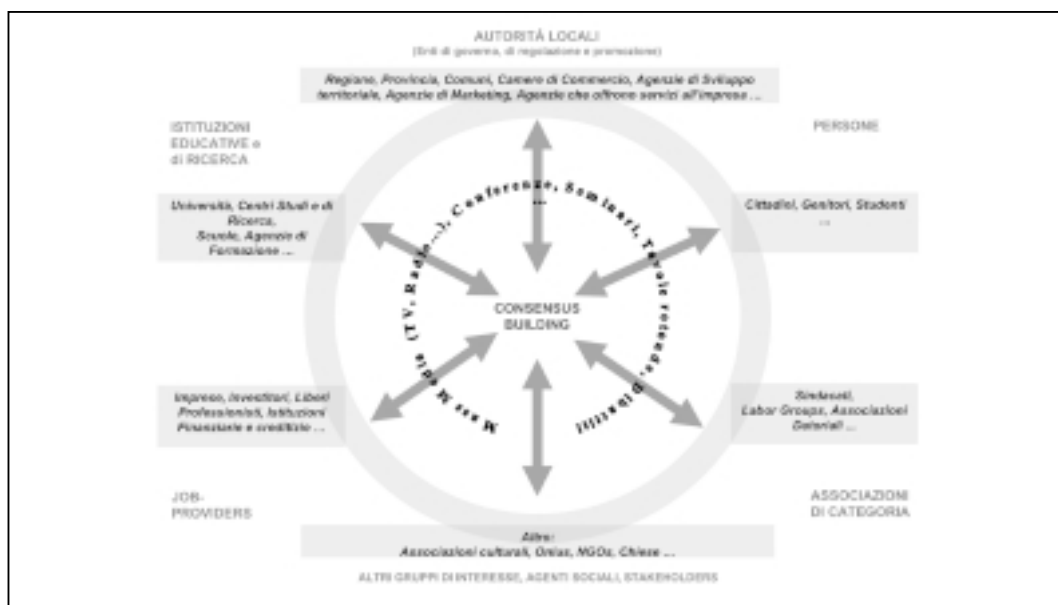 AUTORITÀ LOCALI
(Enti di governo, di regolazione e promozione)
Regione, Provincia, Comuni, Camere di Commercio, Agenzie di Sviluppo
territoriale, Agenzie di Marketing, Agenzie che offrono servizi all'impresa ...
ISTITUZIONI
EDUCATIVE e
di RICERCA
PERSONE
Università, Centri Studi e di
Ricerca,
Scuole, Agenzie di
Formazione ...
Cittadini, Genitori, Studenti
...
Mass Media (TV, Radio...), Conferenze, Seminari, Tavole rotonde, Dibattiti
...
CONSENSUS
BUILDING
Imprese, Investitori, Liberi
Professionisti, Istituzioni
Finanziarie e creditizie ...
Sindacati,
Labor Groups, Associazioni
Datoriali ...
JOB-
PROVIDERS
ASSOCIAZIONI
DI CATEGORIA
Altro:
Associazioni culturali, Onlus, NGOs, Chiese ...
ALTRI GRUPPI DI INTERESSE, AGENTI SOCIALI, STAKEHOLDERS